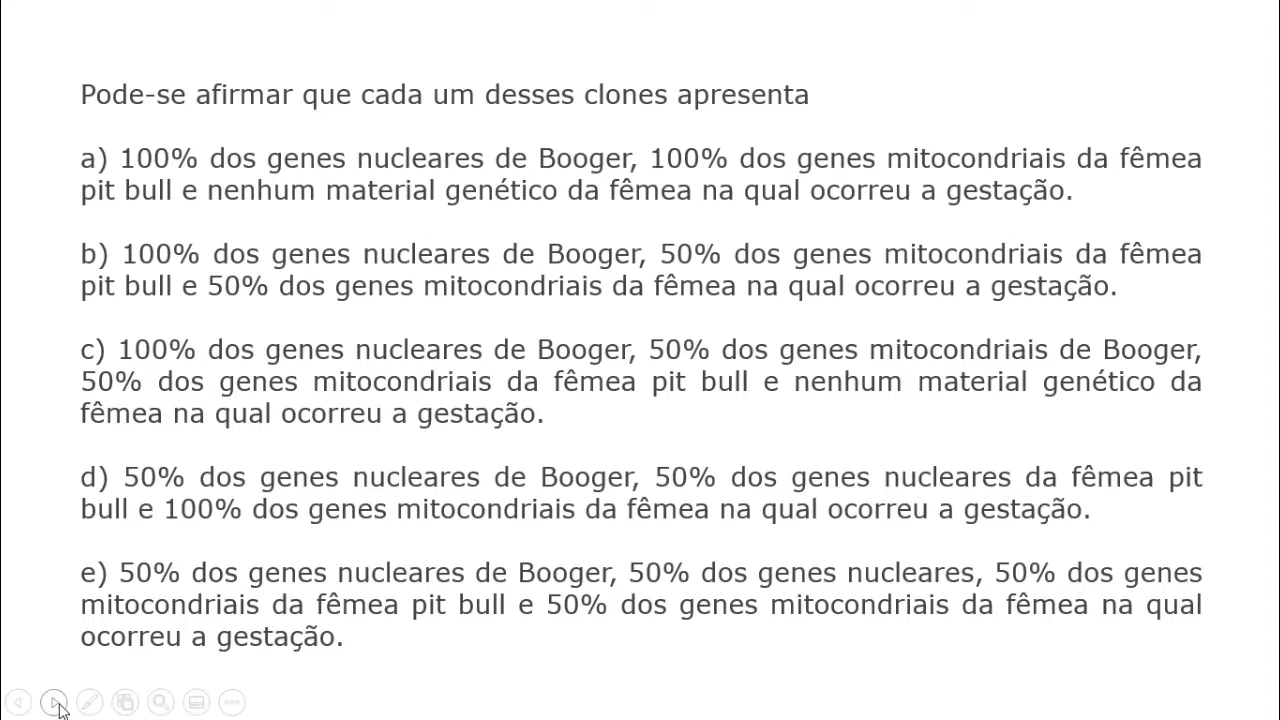 Pode-se afirmar que cada um desses clones apresenta
a) 100% dos genes nucleares de Booger, 100% dos genes mitocondriais da fêmea
pit bull e nenhum material genético da fêmea na qual ocorreu a gestação.
b) 100% dos genes nucleares de Booger, 50% dos genes mitocondriais da fêmea
pit bull e 50% dos genes mitocondriais da fêmea na qual ocorreu a gestação.
c) 100% dos genes nucleares de Booger, 50% dos genes mitocondriais de Booger,
50% dos genes mitocondriais da fêmea pit bull e nenhum material genético da
fêmea na qual ocorreu a gestação.
d) 50% dos genes nucleares de Booger, 50% dos genes nucleares da fêmea pit
bull e 100% dos genes mitocondriais da fêmea na qual ocorreu a gestação.
e) 50% dos genes nucleares de Booger, 50% dos genes nucleares, 50% dos genes
mitocondriais da fêmea pit bull e 50% dos genes mitocondriais da fêmea na qual
ocorreu a gestação.